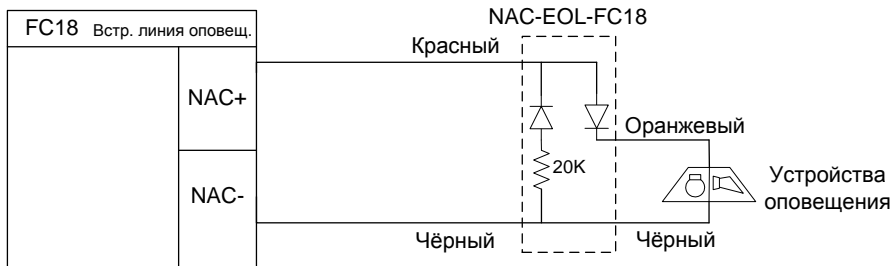 NAC-EOL-FC18
FC18 Встр. линия оповещ.
Красный
NAC+
Оранжевый
20K
Устройства
оповещения
NAC-
Чёрный
Чёрный